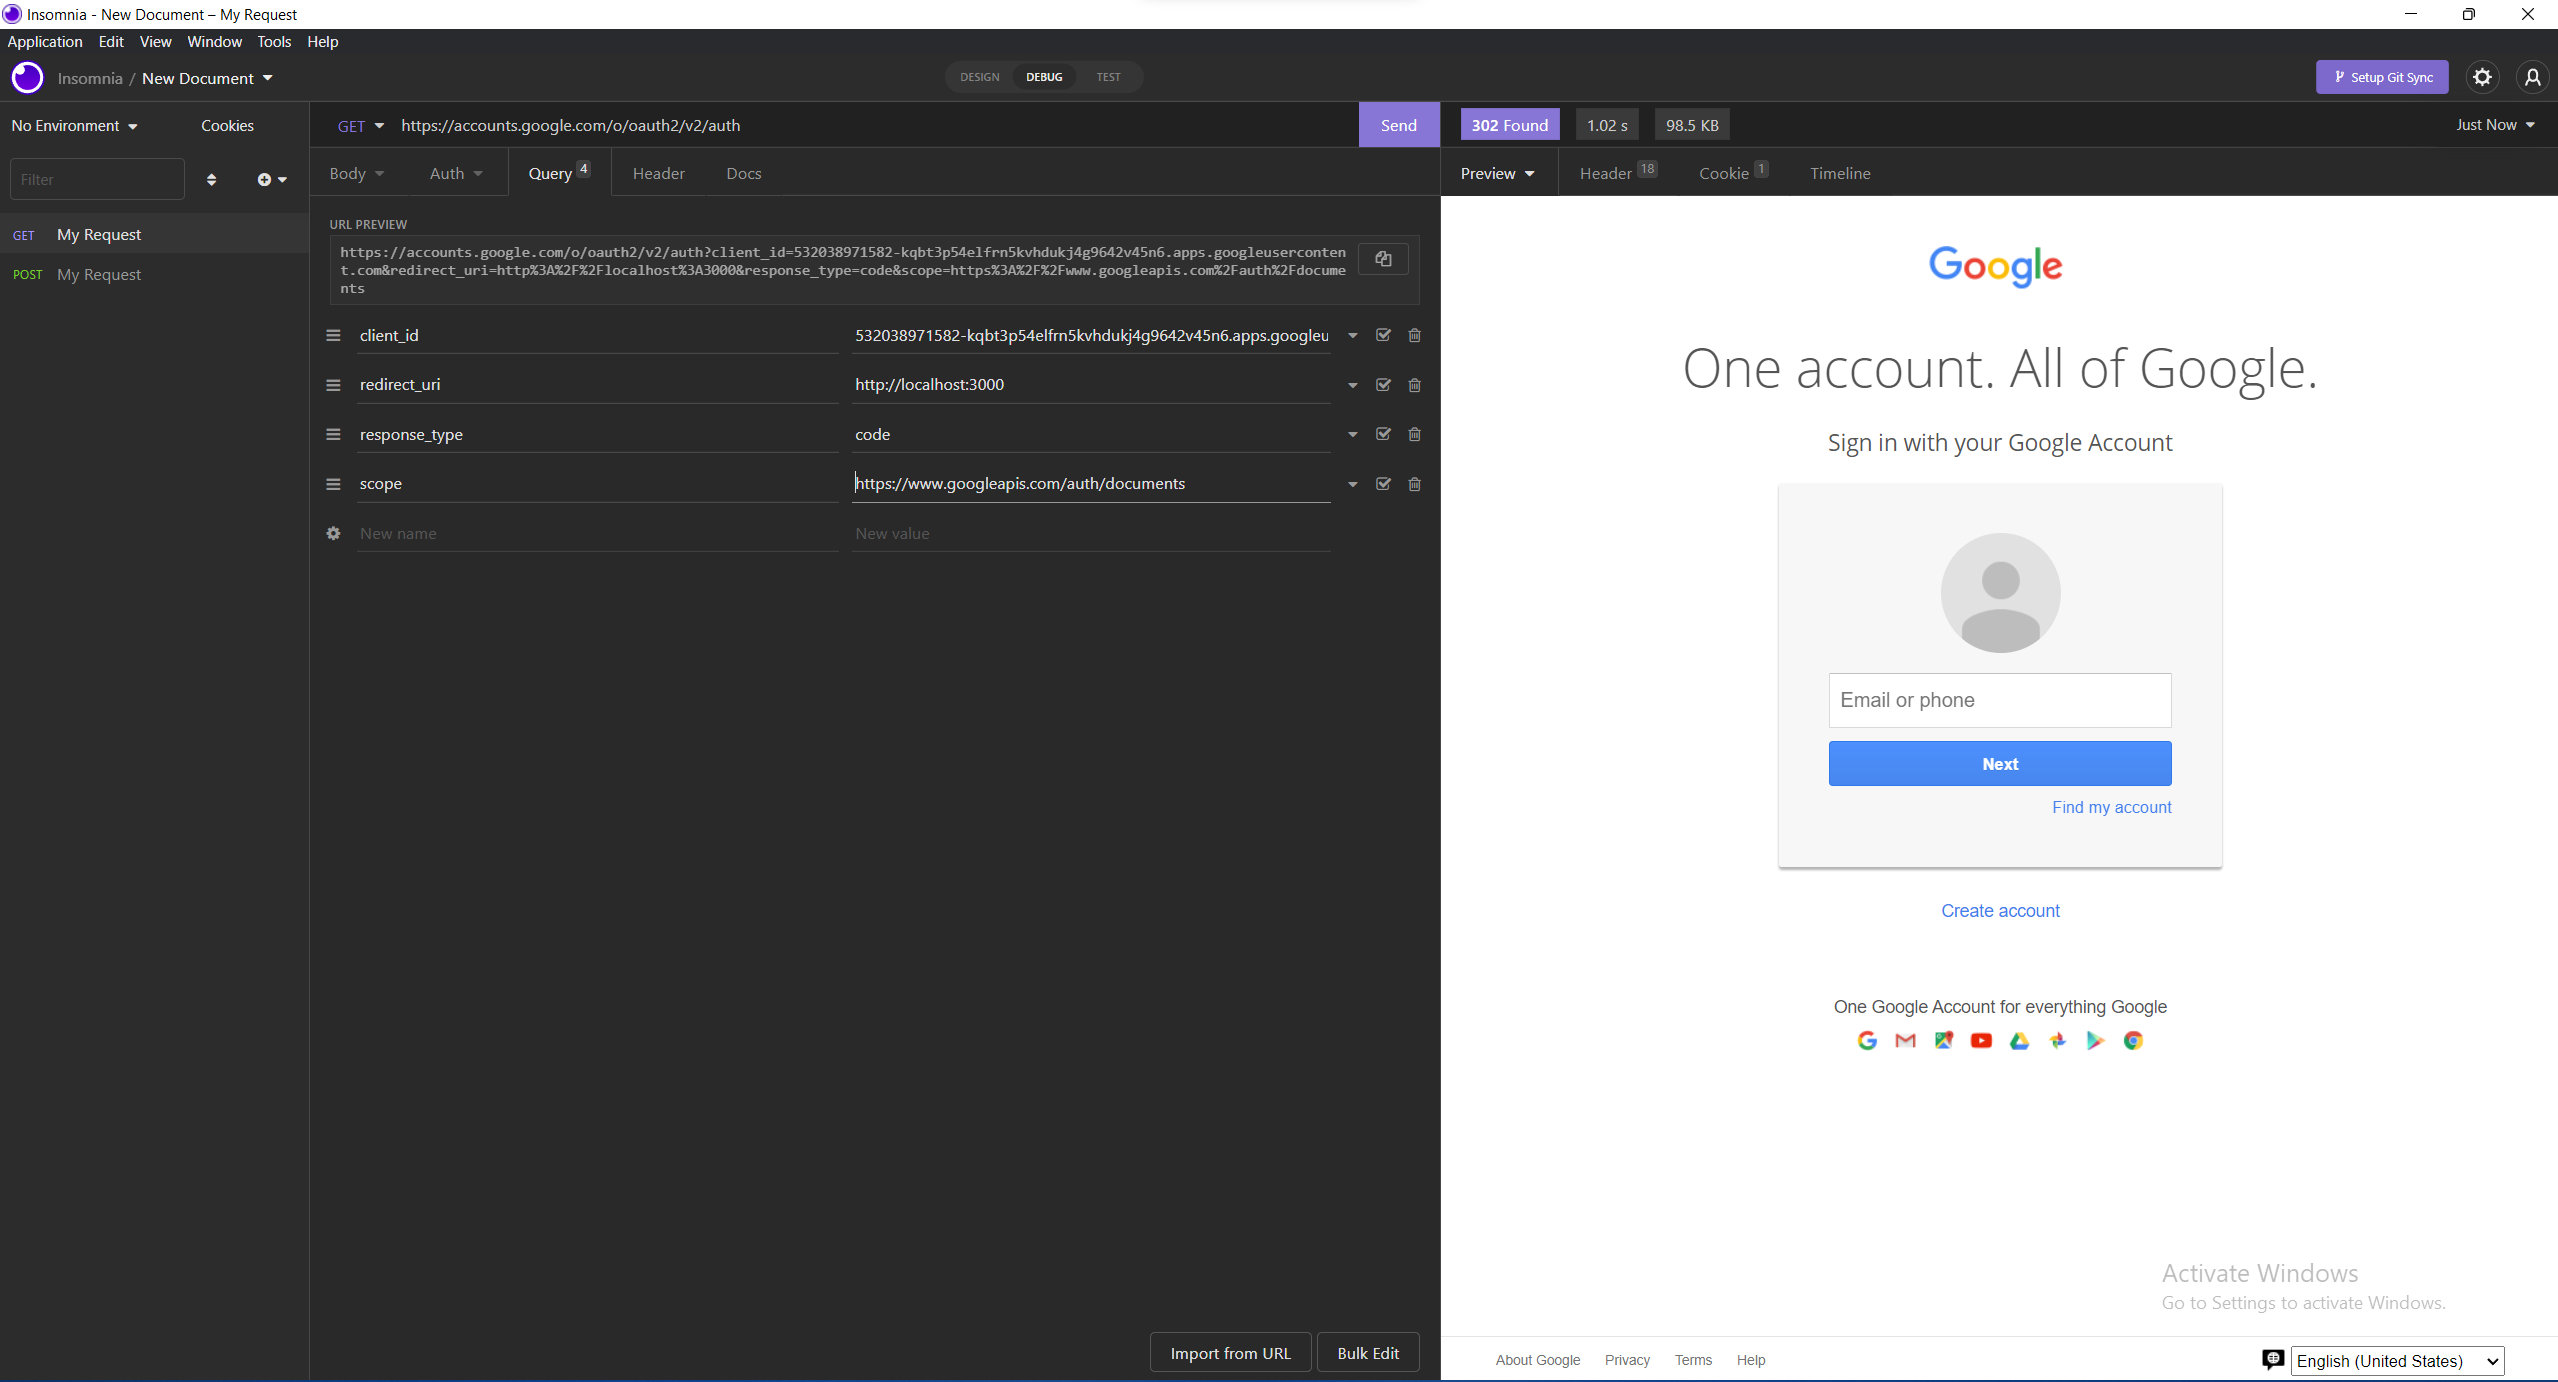 Insomnia - New Document – My Request
Application Edit View Window Tools Help
Insomnia / New Document
DESIGN DEBUG TEST
Setup Git Sync
No Environment Cookies
GET https://accounts.google.com/o/oauth2/v2/auth
Send
302 Found 1.02 s 98.5 KB
Just Now
Filter
Body Auth Query 4 Header Docs
Preview Header 18 Cookie 1 Timeline
GET My Request
POST My Request
URL PREVIEW
https://accounts.google.com/o/oauth2/v2/auth?client_id=532038971582-kqbt3p54elfrn5kvhdukj4g9642v45n6.apps.googleuserconten
t.com&redirect_uri=http%3A%2F%2Flocalhost%3A3000&response_type=code&scope=https%3A%2F%2Fwww.googleapis.com%2Fauth%2Fdocume
nts
client_id 532038971582-kqbt3p54elfrn5kvhdukj4g9642v45n6.apps.googleu
redirect_uri http://localhost:3000
response_type code
scope https://www.googleapis.com/auth/documents
New name New value
Import from URL Bulk Edit
Google
One account. All of Google.
Sign in with your Google Account
Email or phone
Next
Find my account
Create account
One Google Account for everything Google
Activate Windows
Go to Settings to activate Windows.
About Google Privacy Terms Help
English (United States)